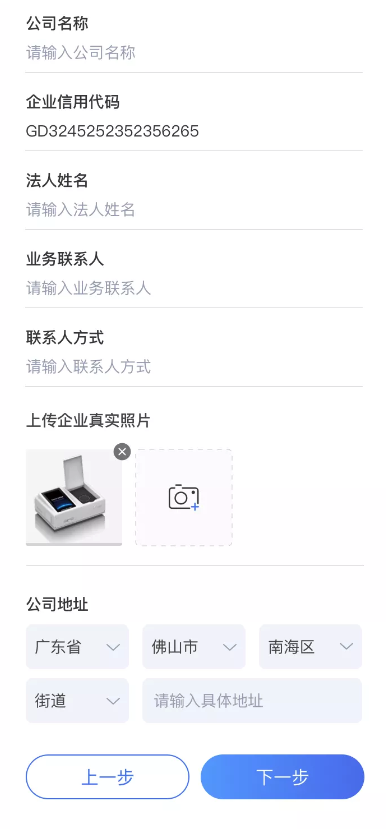 公司名称
请输入公司名称
企业信用代码
GD3245252352356265
法人姓名
请输入法人姓名
业务联系人
请输入业务联系人
联系人方式
请输入联系人方式
上传企业真实照片
公司地址
广东省 佛山市 南海区
街道 请输入具体地址
上一步 下一步